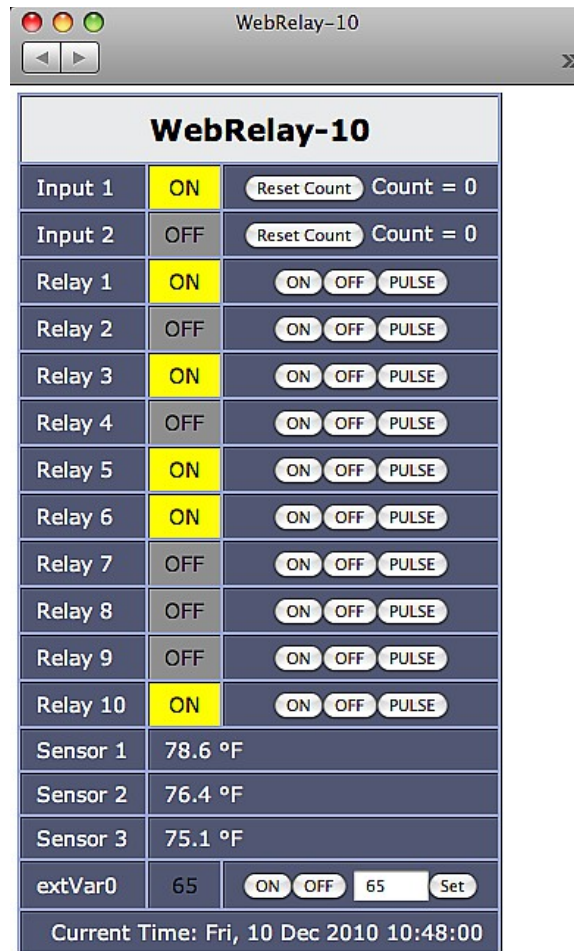 WebRelay-10
WebRelay-10
Input 1 ON Reset Count Count = 0
Input 2 OFF Reset Count Count = 0
Relay 1 ON ON OFF PULSE
Relay 2 OFF ON OFF PULSE
Relay 3 ON ON OFF PULSE
Relay 4 OFF ON OFF PULSE
Relay 5 ON ON OFF PULSE
Relay 6 ON ON OFF PULSE
Relay 7 OFF ON OFF PULSE
Relay 8 OFF ON OFF PULSE
Relay 9 OFF ON OFF PULSE
Relay 10 ON ON OFF PULSE
Sensor 1 78.6 ºF
Sensor 2 76.4 ºF
Sensor 3 75.1 ºF
extVar0 65 ON OFF 65 Set
Current Time: Fri, 10 Dec 2010 10:48:00